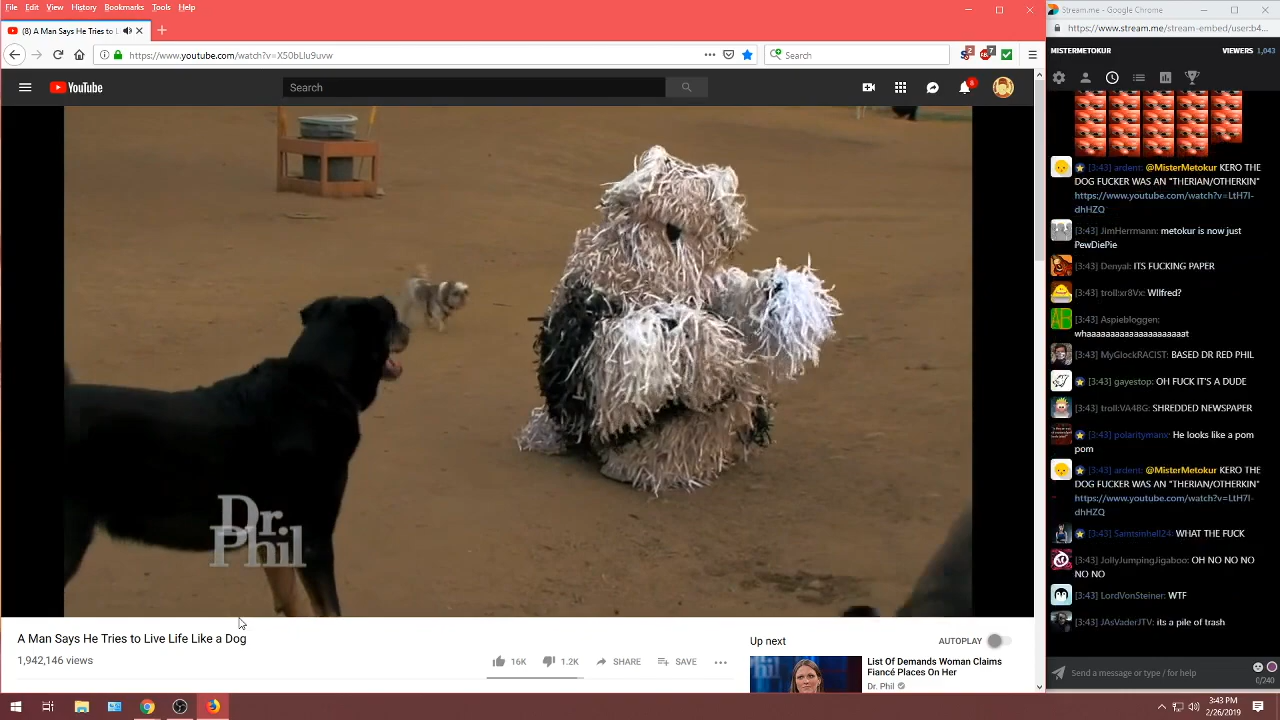 File Edit View History Bookmarks Tools Help
(8) A Man Says He Tries to L
https://www.youtube.com/watch?v=X50bLlu9uvw
Search
YouTube
Search
Dr.
Phil
A Man Says He Tries to Live Life Like a Dog
1,942,146 views
16K
1.2K
SHARE
SAVE
Up next
AUTOPLAY
List Of Demands Woman Claims
Fiancé Places On Her
Dr. Phil
Stream.me - Google Chrome
https://www.stream.me/stream-embed/user:b4...
MISTERMETOKUR
VIEWERS 1,043
[3:43] ardent: @MisterMetokur KERO THE
DOG FUCKER WAS AN "THERIAN/OTHERKIN"
https://www.youtube.com/watch?v=LtH7I-
dhHZQ
[3:43] JimHerrmann: metokur is now just
PewDiePie
[3:43] Denyal: ITS FUCKING PAPER
[3:43] troll:xr8Vx: WIlfred?
[3:43] Aspiebloggen:
whaaaaaaaaaaaaaaaaaaaat
[3:43] MyGlockRACIST: BASED DR RED PHIL
[3:43] gayestop: OH FUCK IT'S A DUDE
[3:43] troll:VA48G: SHREDDED NEWSPAPER
[3:43] polaritymanx: He looks like a pom
pom
[3:43] ardent: @MisterMetokur KERO THE
DOG FUCKER WAS AN "THERIAN/OTHERKIN"
https://www.youtube.com/watch?v=LtH7I-
dhHZQ
[3:43] Saintsinhell24: WHAT THE FUCK
[3:43] JollyJumpingJigaboo: OH NO NO NO
NO NO
[3:43] LordVonSteiner: WTF
[3:43] JAsVaderJTV: its a pile of trash
Send a message or type / for help
0/240
3:43 PM
2/26/2019